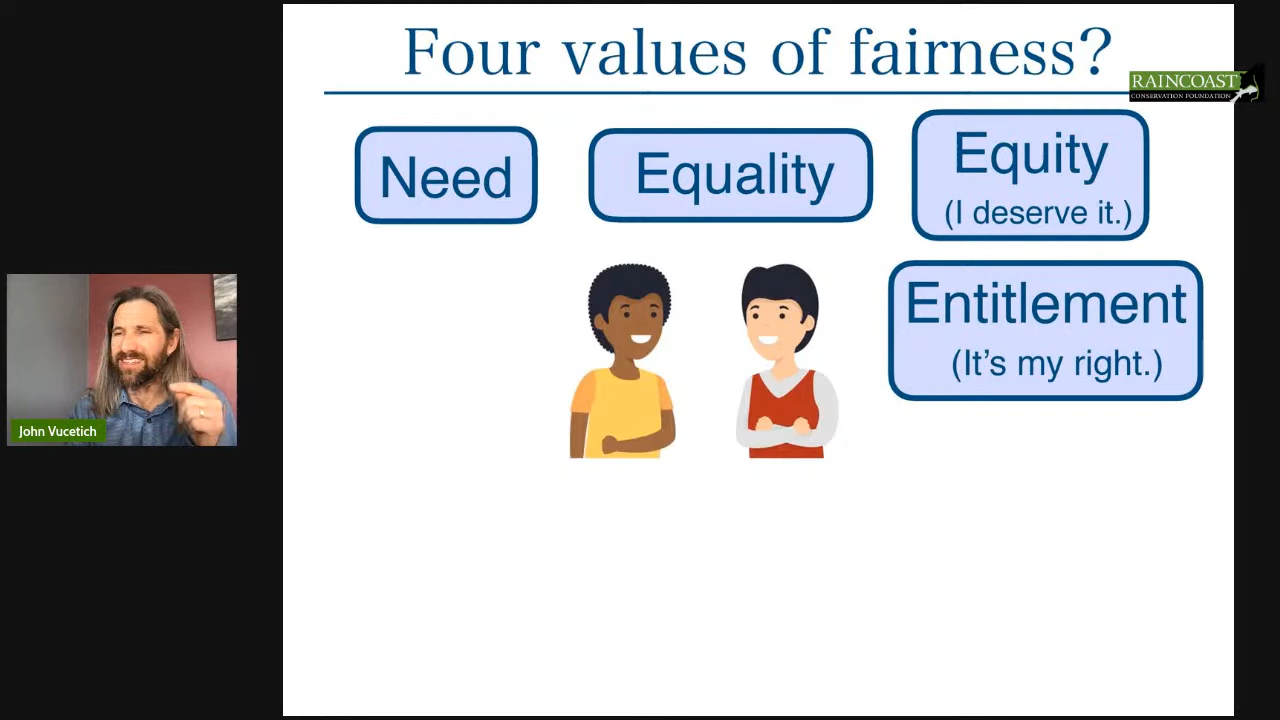 Four values of fairness?
RAINCOAST
CONSERVATION FOUNDATION
Need
Equality
Equity
(I deserve it.)
Entitlement
(It's my right.)
John Vucetich